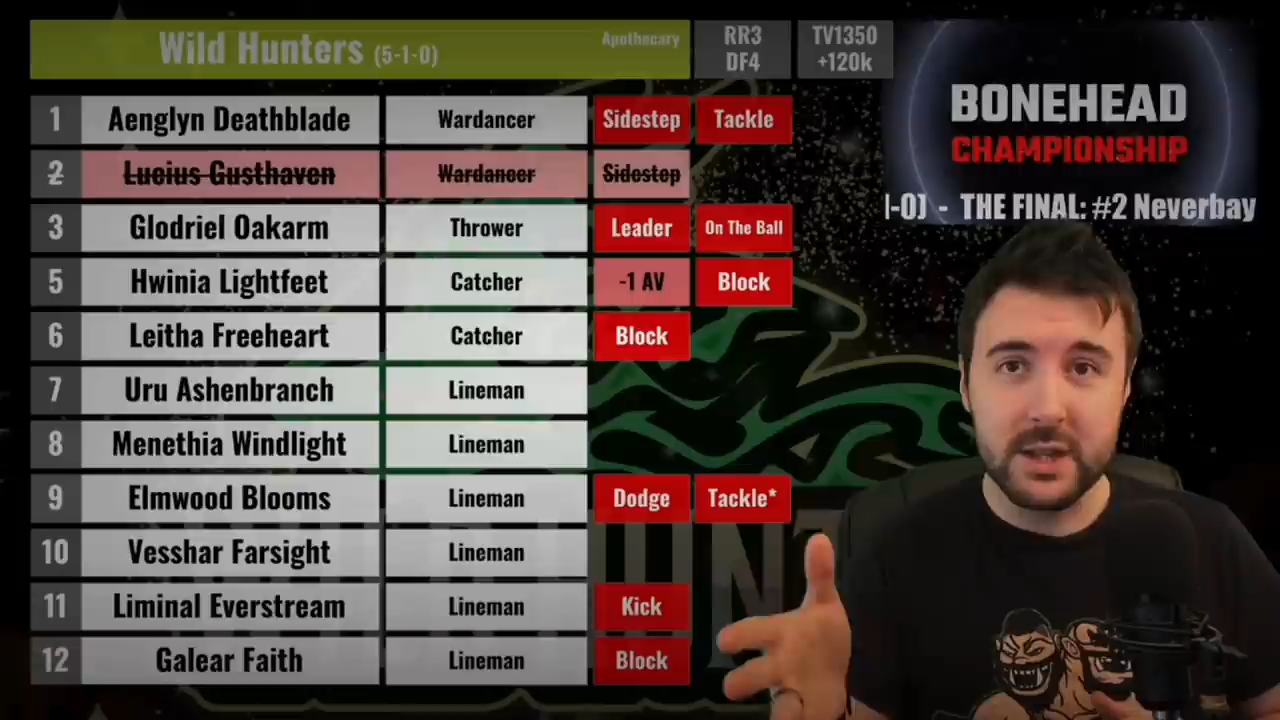 Wild Hunters (5-1-0) Apothecary RR3 DF4 TV1350 +120k
BONEHEAD
CHAMPIONSHIP
1 Aenglyn Deathblade Wardancer Sidestep Tackle
2 Lucius Gusthaven Wardancer Sidestep
-0) - THE FINAL: #2 Neverbay
3 Glodriel Oakarm Thrower Leader On The Ball
5 Hwinia Lightfeet Catcher -1 AV Block
6 Leitha Freeheart Catcher Block
7 Uru Ashenbranch Lineman
8 Menethia Windlight Lineman
9 Elmwood Blooms Lineman Dodge Tackle*
10 Vesshar Farsight Lineman
11 Liminal Everstream Lineman Kick
12 Galear Faith Lineman Block